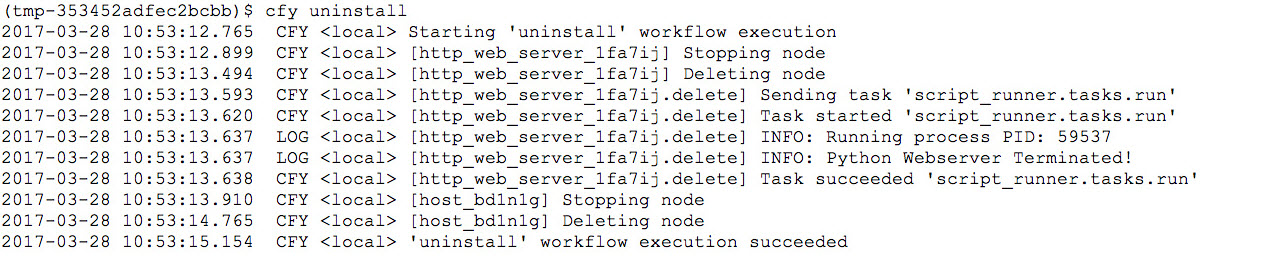 (tmp-353452adfec2bcbb)$ cfy uninstall
2017-03-28 10:53:12.765  CFY <local> Starting 'uninstall' workflow execution
2017-03-28 10:53:12.899  CFY <local> [http_web_server_1fa7ij] Stopping node
2017-03-28 10:53:13.494  CFY <local> [http_web_server_1fa7ij] Deleting node
2017-03-28 10:53:13.593  CFY <local> [http_web_server_1fa7ij.delete] Sending task 'script_runner.tasks.run'
2017-03-28 10:53:13.620  CFY <local> [http_web_server_1fa7ij.delete] Task started 'script_runner.tasks.run'
2017-03-28 10:53:13.637  LOG <local> [http_web_server_1fa7ij.delete] INFO: Running process PID: 59537
2017-03-28 10:53:13.637  LOG <local> [http_web_server_1fa7ij.delete] INFO: Python Webserver Terminated!
2017-03-28 10:53:13.638  CFY <local> [http_web_server_1fa7ij.delete] Task succeeded 'script_runner.tasks.run'
2017-03-28 10:53:13.910  CFY <local> [host_bd1n1g] Stopping node
2017-03-28 10:53:14.765  CFY <local> [host_bd1n1g] Deleting node
2017-03-28 10:53:15.154  CFY <local> 'uninstall' workflow execution succeeded